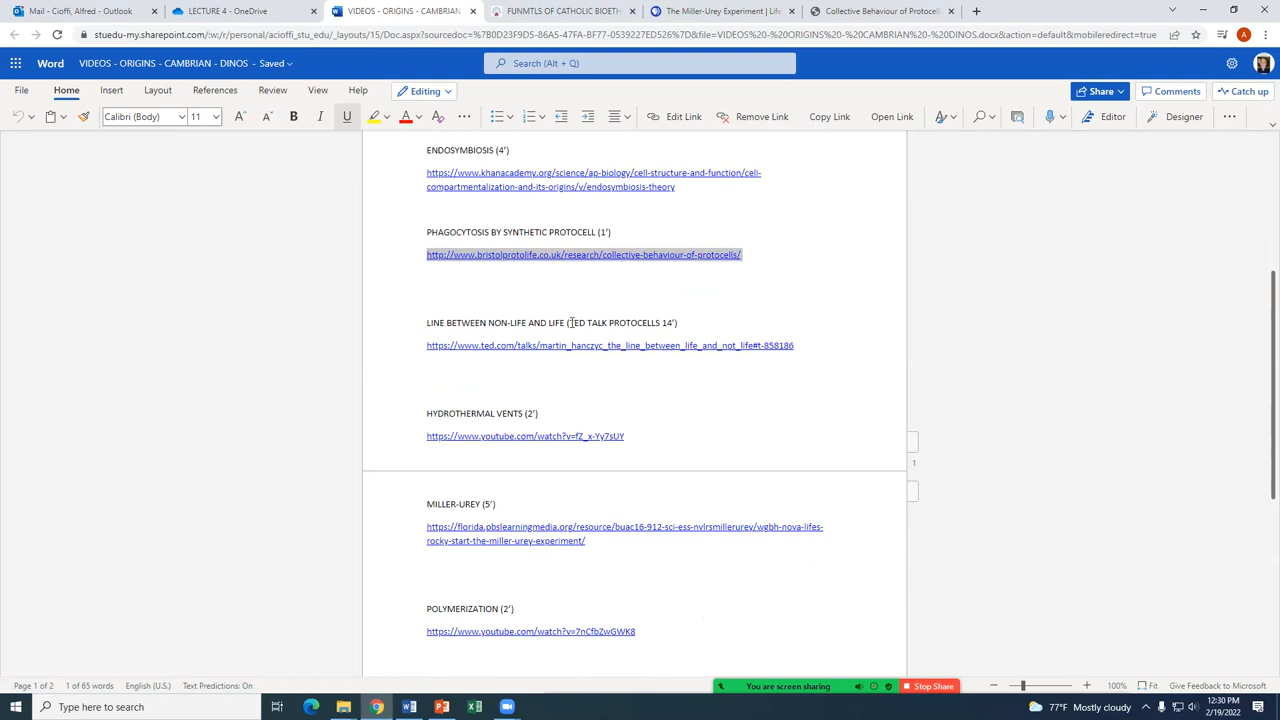 Mail - Cioffi, Alfred - Outlook
LECTURE 4 - OneDrive
VIDEOS - ORIGINS - CAMBRIAN
FUNMTLS OF CATHOLIC BIOETH
The Miller-Urey Experiment | Life
Collective Behaviour of Protocell
stuedu-my.sharepoint.com/:w:/r/personal/acioffi_stu_edu/_layouts/15/Doc.aspx?sourcedoc=%7B0D23F9D5-86A5-47FA-BF77-0539227ED526%7D&file=VIDEOS%20-%20ORIGINS%20-%20CAMBRIAN%20-%20DINOS.docx&action=default&mobileredirect=true
A
Word
VIDEOS - ORIGINS - CAMBRIAN - DINOS - Saved
Search (Alt + Q)
File
Home
Insert
Layout
References
Review
View
Help
Editing
Share
Comments
Catch up
Calibri (Body)
11
B
I
U
Edit Link
Remove Link
Copy Link
Open Link
Editor
Designer
ENDOSYMBIOSIS (4’)
https://www.khanacademy.org/science/ap-biology/cell-structure-and-function/cell-
compartmentalization-and-its-origins/v/endosymbiosis-theory
PHAGOCYTOSIS BY SYNTHETIC PROTOCELL (1’)
http://www.bristolprotolife.co.uk/research/collective-behaviour-of-protocells/
LINE BETWEEN NON-LIFE AND LIFE (TED TALK PROTOCELLS 14’)
https://www.ted.com/talks/martin_hanczyc_the_line_between_life_and_not_life#t-858186
HYDROTHERMAL VENTS (2’)
https://www.youtube.com/watch?v=fZ_x-Yy7sUY
1
MILLER-UREY (5’)
https://florida.pbslearningmedia.org/resource/buac16-912-sci-ess-nvlrsmillerurey/wgbh-nova-lifes-
rocky-start-the-miller-urey-experiment/
POLYMERIZATION (2’)
https://www.youtube.com/watch?v=7nCfbZwGWK8
Page 1 of 2
1 of 65 words
English (U.S.)
Text Predictions: On
You are screen sharing
Stop Share
100%
Fit
Give Feedback to Microsoft
Type here to search
77°F Mostly cloudy
12:30 PM
2/19/2022